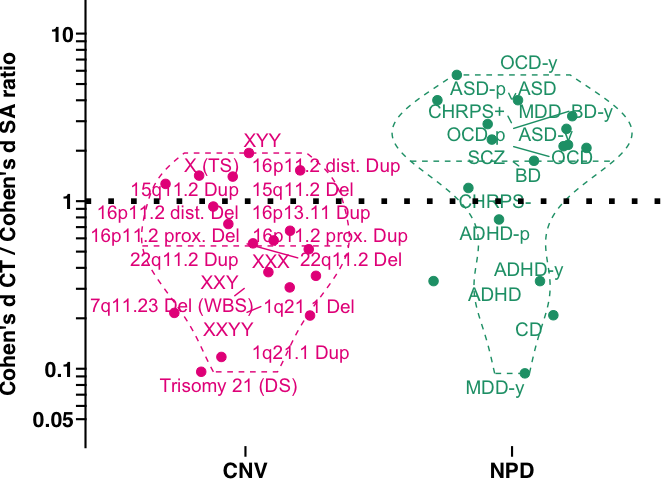 Cohen's d CT / Cohen's d SA ratio
10
1
0.1
0.05
OCD-y
ASD-p ASD
CHRPS+ MDD BD-y
OCD-p ASD-y
SCZ OCD
BD
CHRPS-
ADHD-p
ADHD-y
ADHD
CD
MDD-y
XYY
X (TS) 16p11.2 dist. Dup
15q11.2 Dup 15q11.2 Del
16p11.2 dist. Del 16p13.11 Dup
16p11.2 prox. Del 16p11.2 prox. Dup
22q11.2 Dup XXX 22q11.2 Del
XXY
7q11.23 Del (WBS) 1q21.1 Del
XXYY
1q21.1 Dup
Trisomy 21 (DS)
CNV NPD